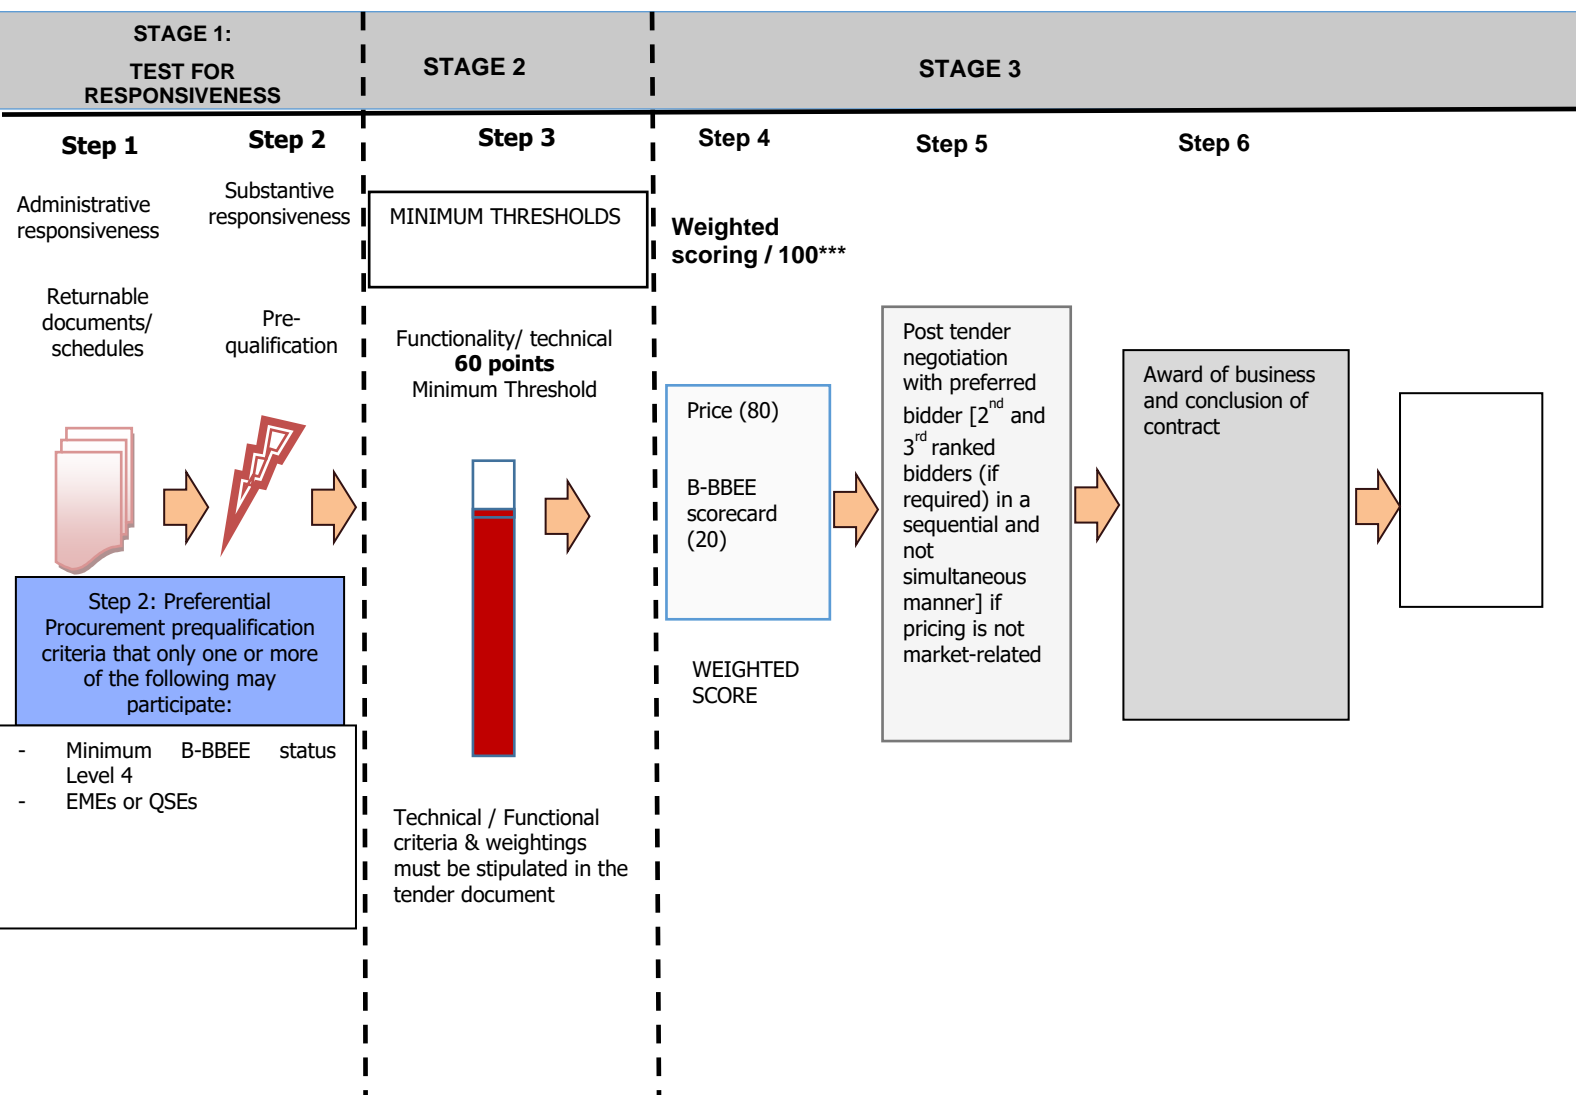 STAGE 1:
TEST FOR
RESPONSIVENESS
STAGE 2
STAGE 3
Step 1
Step 2
Step 3
Step 4
Step 5
Step 6
Administrative
responsiveness
Substantive
responsiveness
MINIMUM THRESHOLDS
Weighted
scoring / 100***
Returnable
documents/
schedules
Pre-
qualification
Functionality/ technical
60 points
Minimum Threshold
Price (80)
B-BBEE
scorecard
(20)
WEIGHTED
SCORE
Post tender
negotiation
with preferred
bidder [2nd and
3rd ranked
bidders (if
required) in a
sequential and
not
simultaneous
manner] if
pricing is not
market-related
Award of business
and conclusion of
contract
Step 2: Preferential
Procurement prequalification
criteria that only one or more
of the following may
participate:
- Minimum B-BBEE status
Level 4
- EMEs or QSEs
Technical / Functional
criteria & weightings
must be stipulated in the
tender document